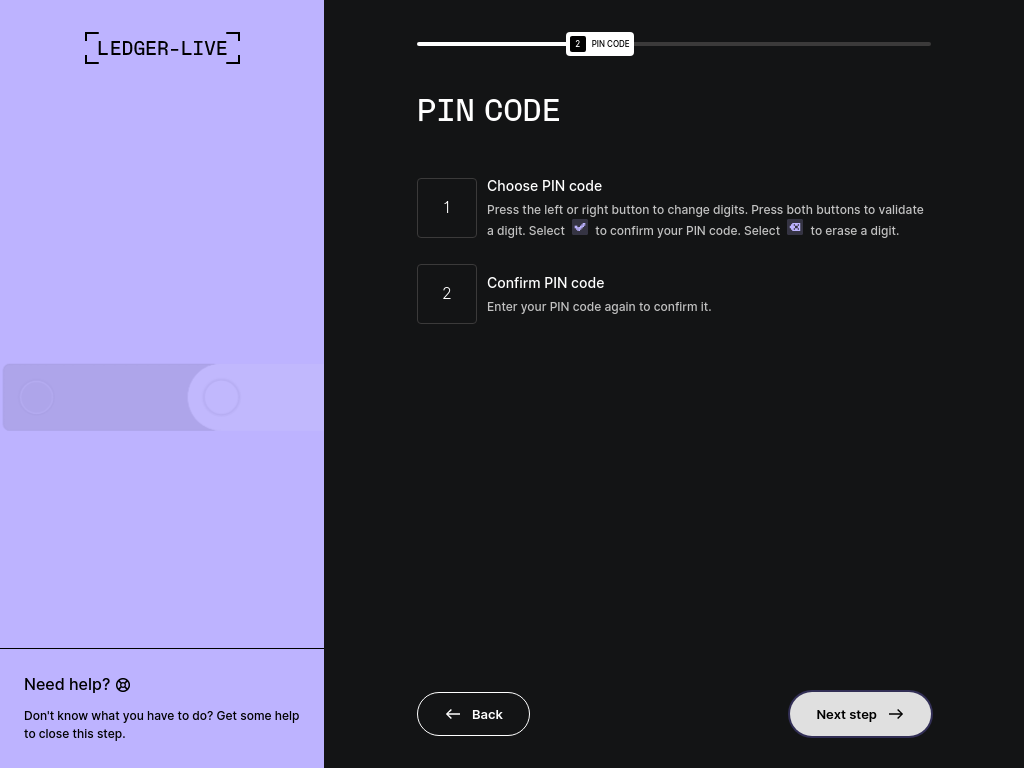 LEDGER-LIVE
2 PIN CODE
PIN CODE
1
Choose PIN code
Press the left or right button to change digits. Press both buttons to validate
a digit. Select to confirm your PIN code. Select to erase a digit.
2
Confirm PIN code
Enter your PIN code again to confirm it.
Need help?
Don't know what you have to do? Get some help
to close this step.
Back
Next step